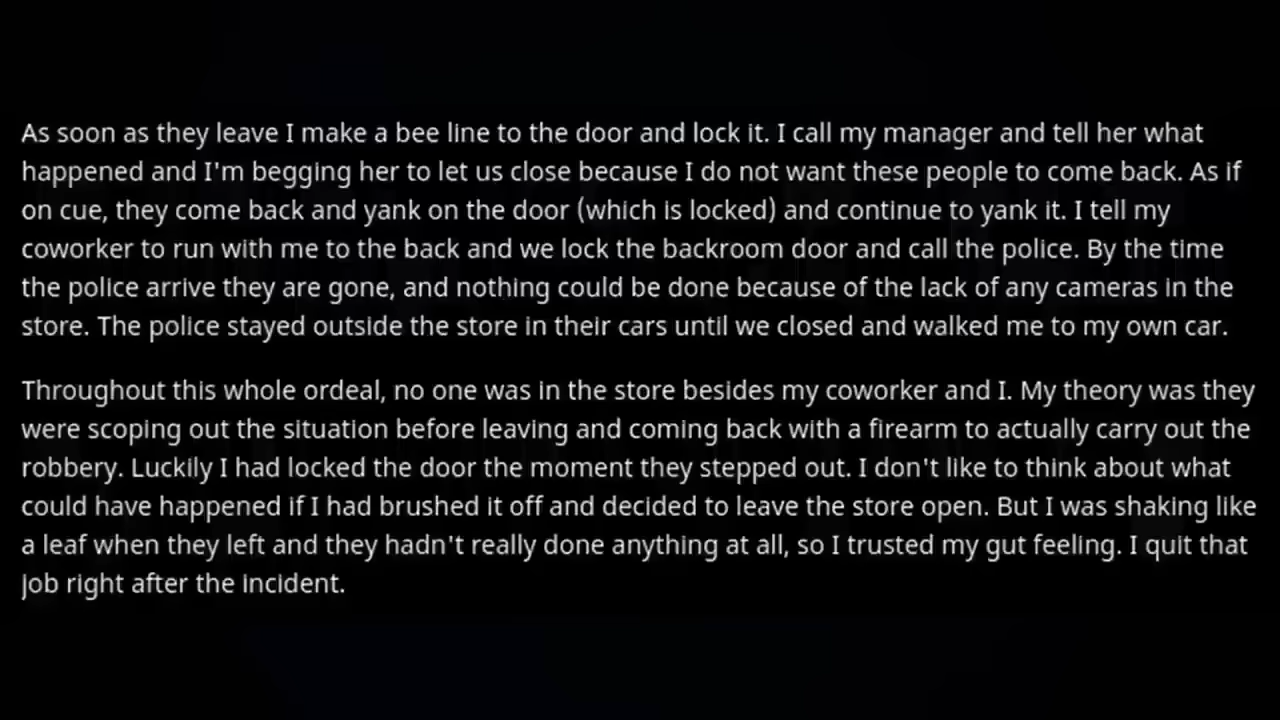 As soon as they leave I make a bee line to the door and lock it. I call my manager and tell her what
happened and I'm begging her to let us close because I do not want these people to come back. As if
on cue, they come back and yank on the door (which is locked) and continue to yank it. I tell my
coworker to run with me to the back and we lock the backroom door and call the police. By the time
the police arrive they are gone, and nothing could be done because of the lack of any cameras in the
store. The police stayed outside the store in their cars until we closed and walked me to my own car.
Throughout this whole ordeal, no one was in the store besides my coworker and I. My theory was they
were scoping out the situation before leaving and coming back with a firearm to actually carry out the
robbery. Luckily I had locked the door the moment they stepped out. I don't like to think about what
could have happened if I had brushed it off and decided to leave the store open. But I was shaking like
a leaf when they left and they hadn't really done anything at all, so I trusted my gut feeling. I quit that
job right after the incident.